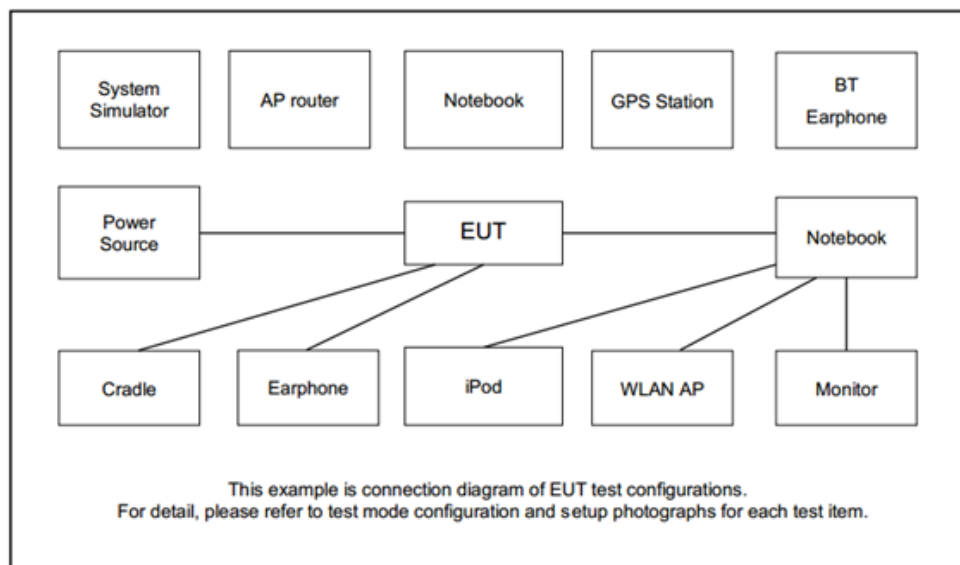 System
Simulator
AP router
Notebook
GPS Station
BT
Earphone
Power
Source
EUT
Notebook
Cradle
Earphone
iPod
WLAN AP
Monitor
This example is connection diagram of EUT test configurations.
For detail, please refer to test mode configuration and setup photographs for each test item.